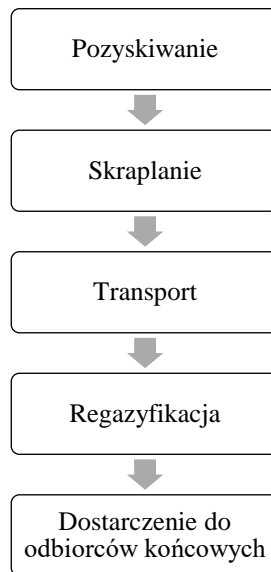 Pozyskiwanie
Skraplanie
Transport
Regazyfikacja
Dostarczenie do
odbiorców końcowych